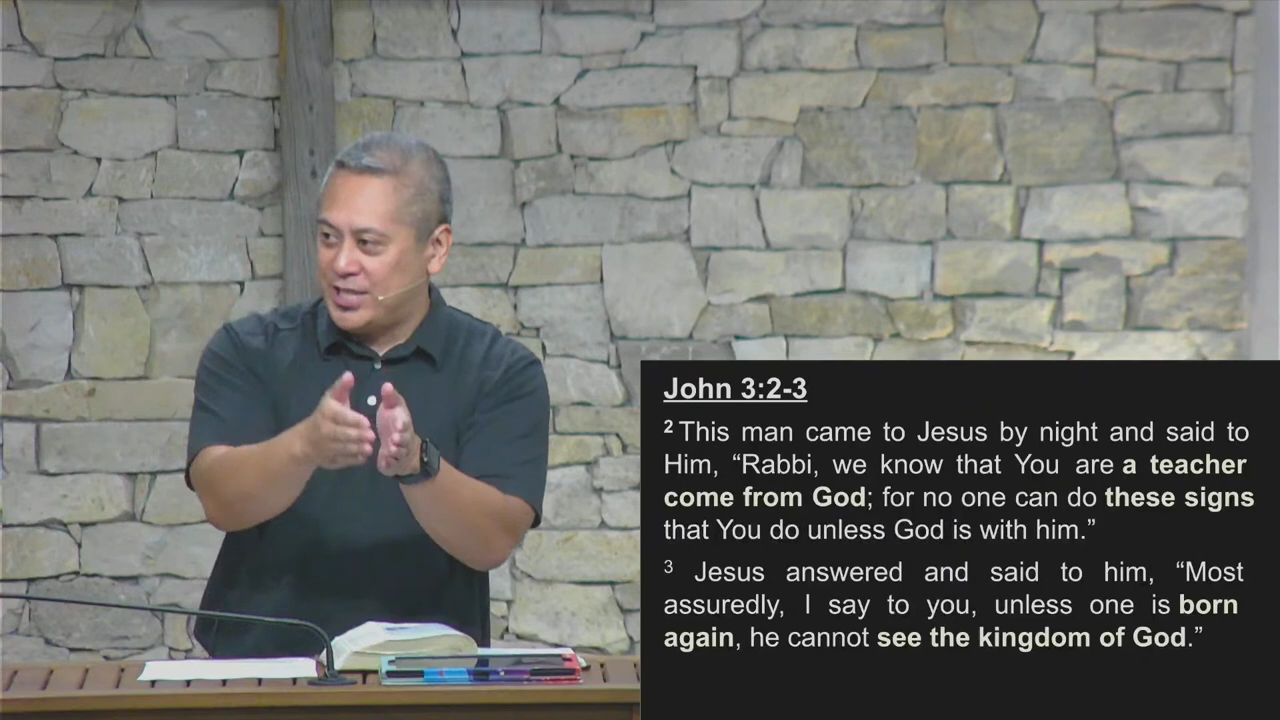 John 3:2-3
2 This man came to Jesus by night and said to
Him, “Rabbi, we know that You are a teacher
come from God; for no one can do these signs
that You do unless God is with him.”
3 Jesus answered and said to him, “Most
assuredly, I say to you, unless one is born
again, he cannot see the kingdom of God.”